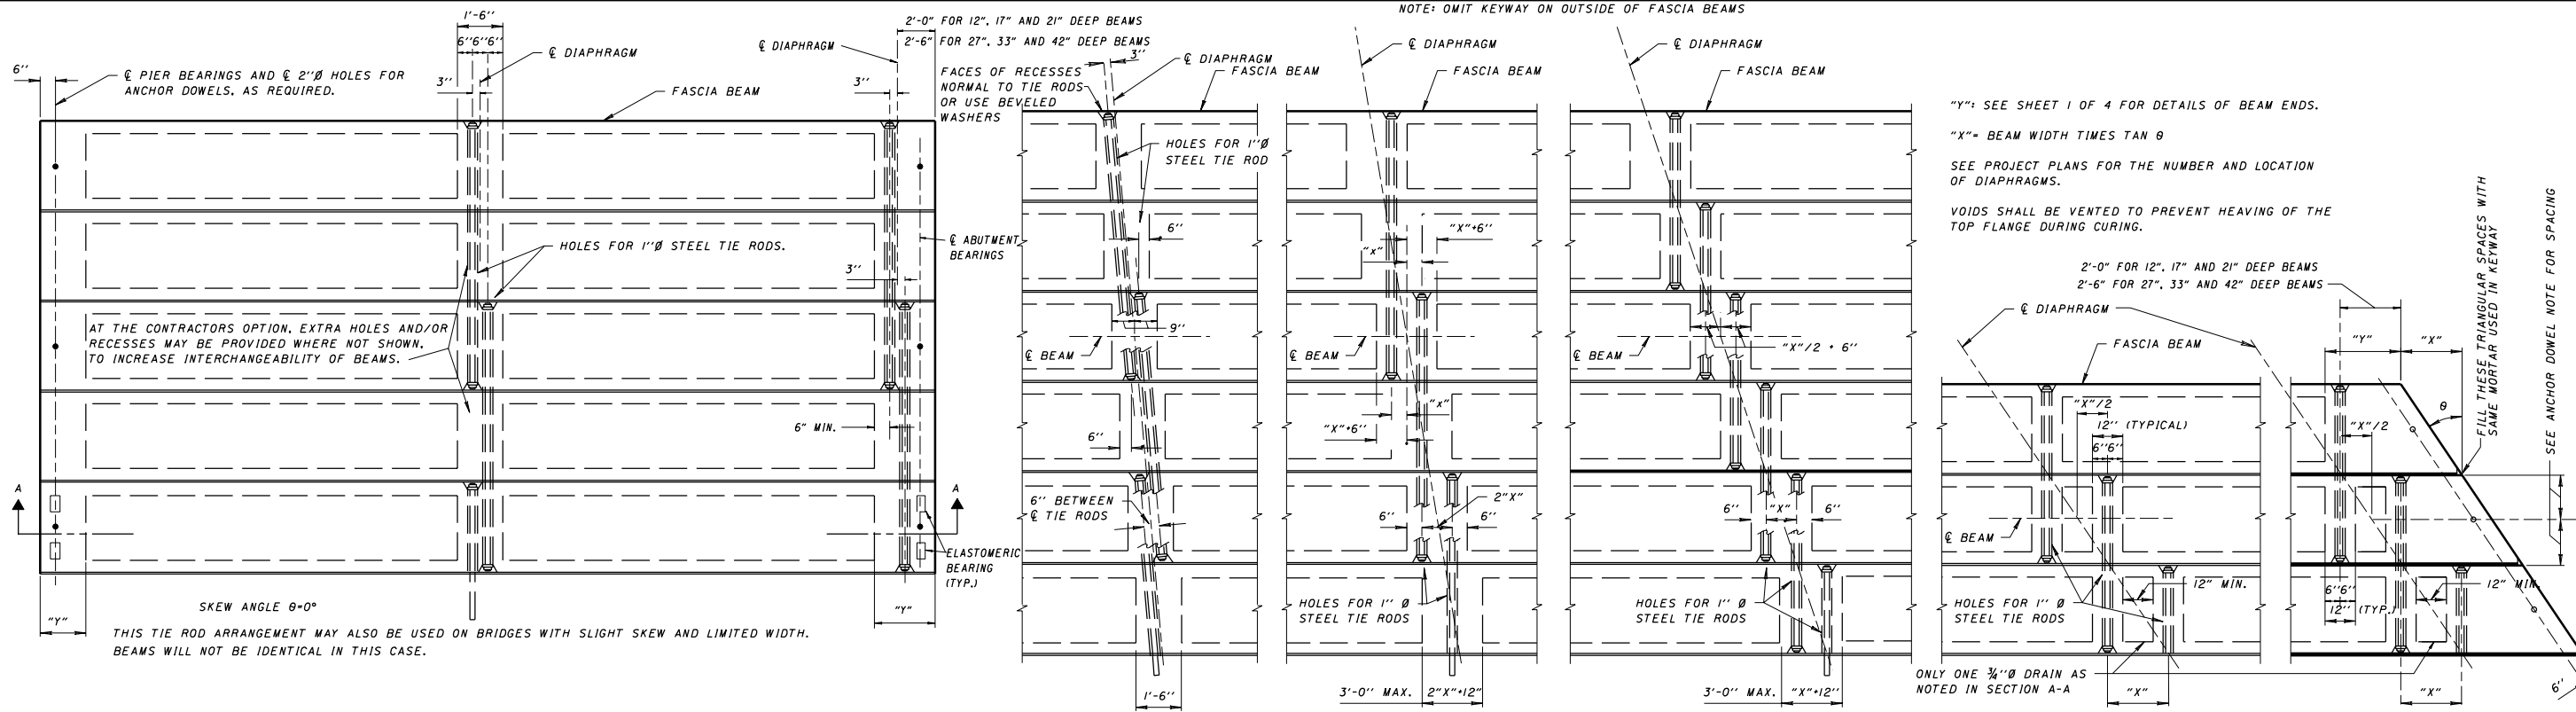 NOTE: OMIT KEYWAY ON OUTSIDE OF FASCIA BEAMS
1'-6''
6''6''6''
6''
℄ PIER BEARINGS AND ℄ 2''Ø HOLES FOR
ANCHOR DOWELS, AS REQUIRED.
3''
℄ DIAPHRAGM
FASCIA BEAM
℄ DIAPHRAGM
3''
2'-0" FOR 12", 17" AND 21" DEEP BEAMS
2'-6" FOR 27", 33" AND 42" DEEP BEAMS
HOLES FOR 1''Ø STEEL TIE RODS.
3''
℄ ABUTMENT
BEARINGS
AT THE CONTRACTORS OPTION, EXTRA HOLES AND/OR
RECESSES MAY BE PROVIDED WHERE NOT SHOWN,
TO INCREASE INTERCHANGEABILITY OF BEAMS.
6" MIN.
A
A
ELASTOMERIC
BEARING
(TYP.)
"Y"
SKEW ANGLE θ=0°
"Y"
THIS TIE ROD ARRANGEMENT MAY ALSO BE USED ON BRIDGES WITH SLIGHT SKEW AND LIMITED WIDTH.
BEAMS WILL NOT BE IDENTICAL IN THIS CASE.
3''
℄ DIAPHRAGM
FASCIA BEAM
FACES OF RECESSES
NORMAL TO TIE RODS
OR USE BEVELED
WASHERS
HOLES FOR 1''Ø
STEEL TIE ROD
6''
9''
℄ BEAM
6''
6'' BETWEEN
℄ TIE RODS
1'-6''
℄ DIAPHRAGM
FASCIA BEAM
"X"+6''
"X"
℄ BEAM
"X"
"X"+6''
2"X"
6''
6''
HOLES FOR 1'' Ø
STEEL TIE RODS
3'-0'' MAX.
2"X"+12"
℄ DIAPHRAGM
FASCIA BEAM
℄ BEAM
"X"/2 + 6''
6''
"X"
6''
HOLES FOR 1'' Ø
STEEL TIE RODS
3'-0'' MAX.
"X"+12''
"Y": SEE SHEET 1 OF 4 FOR DETAILS OF BEAM ENDS.
"X"= BEAM WIDTH TIMES TAN θ
SEE PROJECT PLANS FOR THE NUMBER AND LOCATION
OF DIAPHRAGMS.
VOIDS SHALL BE VENTED TO PREVENT HEAVING OF THE
TOP FLANGE DURING CURING.
2'-0" FOR 12", 17" AND 21" DEEP BEAMS
2'-6" FOR 27", 33" AND 42" DEEP BEAMS
℄ DIAPHRAGM
FASCIA BEAM
"X"/2
12'' (TYPICAL)
6''6''
℄ BEAM
HOLES FOR 1'' Ø
STEEL TIE RODS
12" MIN.
ONLY ONE ¾''Ø DRAIN AS
NOTED IN SECTION A-A
"X"
"Y"
"X"
"X"/2
θ
6''6''
12'' (TYP.)
12" MIN.
"X"
6''
FILL THESE TRIANGULAR SPACES WITH
SAME MORTAR USED IN KEYWAY
SEE ANCHOR DOWEL NOTE FOR SPACING